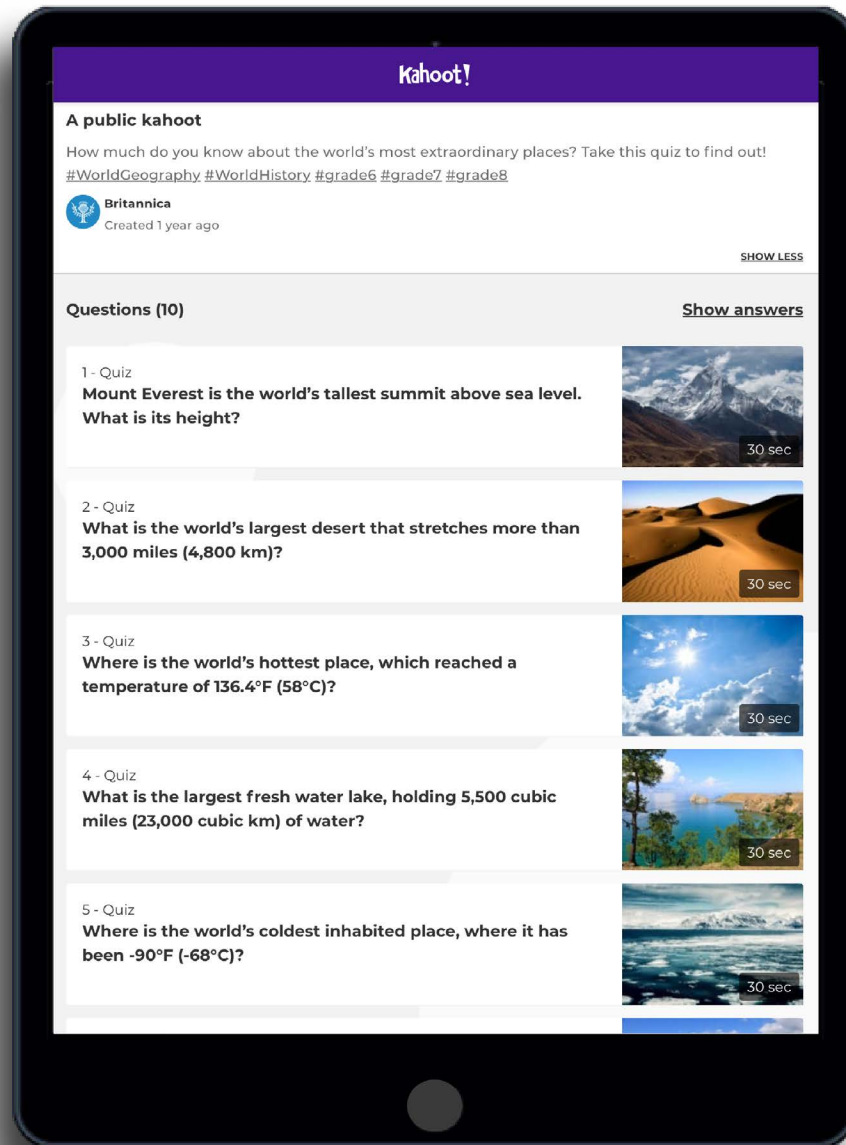 Kahoot!
A public kahoot
How much do you know about the world's most extraordinary places? Take this quiz to find out!
#WorldGeography #WorldHistory #grade6 #grade7 #grade8
Britannica
Created 1 year ago
SHOW LESS
Questions (10)
Show answers
1 - Quiz
Mount Everest is the world's tallest summit above sea level.
What is its height?
30 sec
2 - Quiz
What is the world's largest desert that stretches more than
3,000 miles (4,800 km)?
30 sec
3 - Quiz
Where is the world's hottest place, which reached a
temperature of 136.4°F (58°C)?
30 sec
4 - Quiz
What is the largest fresh water lake, holding 5,500 cubic
miles (23,000 cubic km) of water?
30 sec
5 - Quiz
Where is the world's coldest inhabited place, where it has
been -90°F (-68°C)?
30 sec